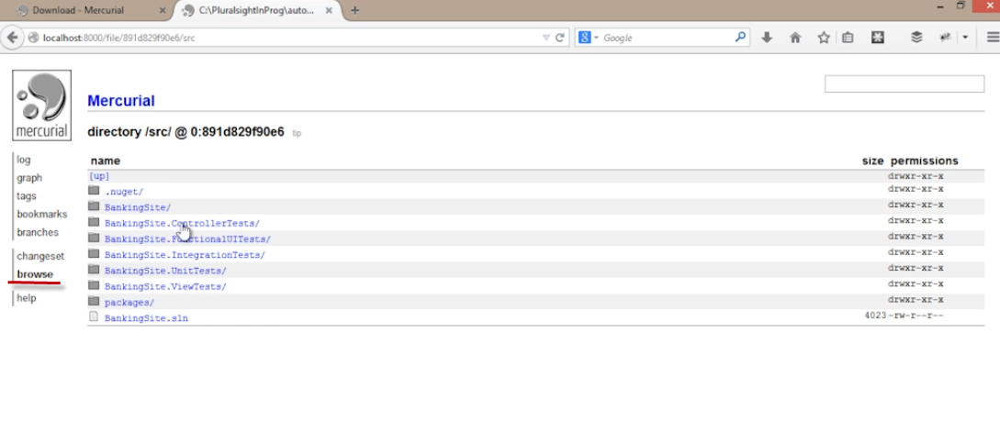 Download - Mercurial
C:\PluralsightInProg\auto...
localhost:8000/file/891d829f90e6/src
Google
mercurial
Mercurial
directory /src/ @ 0:891d829f90e6 tip
log
graph
tags
bookmarks
branches
changeset
browse
help
name size permissions
[up] drwxr-xr-x
.nuget/ drwxr-xr-x
BankingSite/ drwxr-xr-x
BankingSite.ControllerTests/ drwxr-xr-x
BankingSite.FunctionalUITests/ drwxr-xr-x
BankingSite.IntegrationTests/ drwxr-xr-x
BankingSite.UnitTests/ drwxr-xr-x
BankingSite.ViewTests/ drwxr-xr-x
packages/ drwxr-xr-x
BankingSite.sln 4023 -rw-r--r--